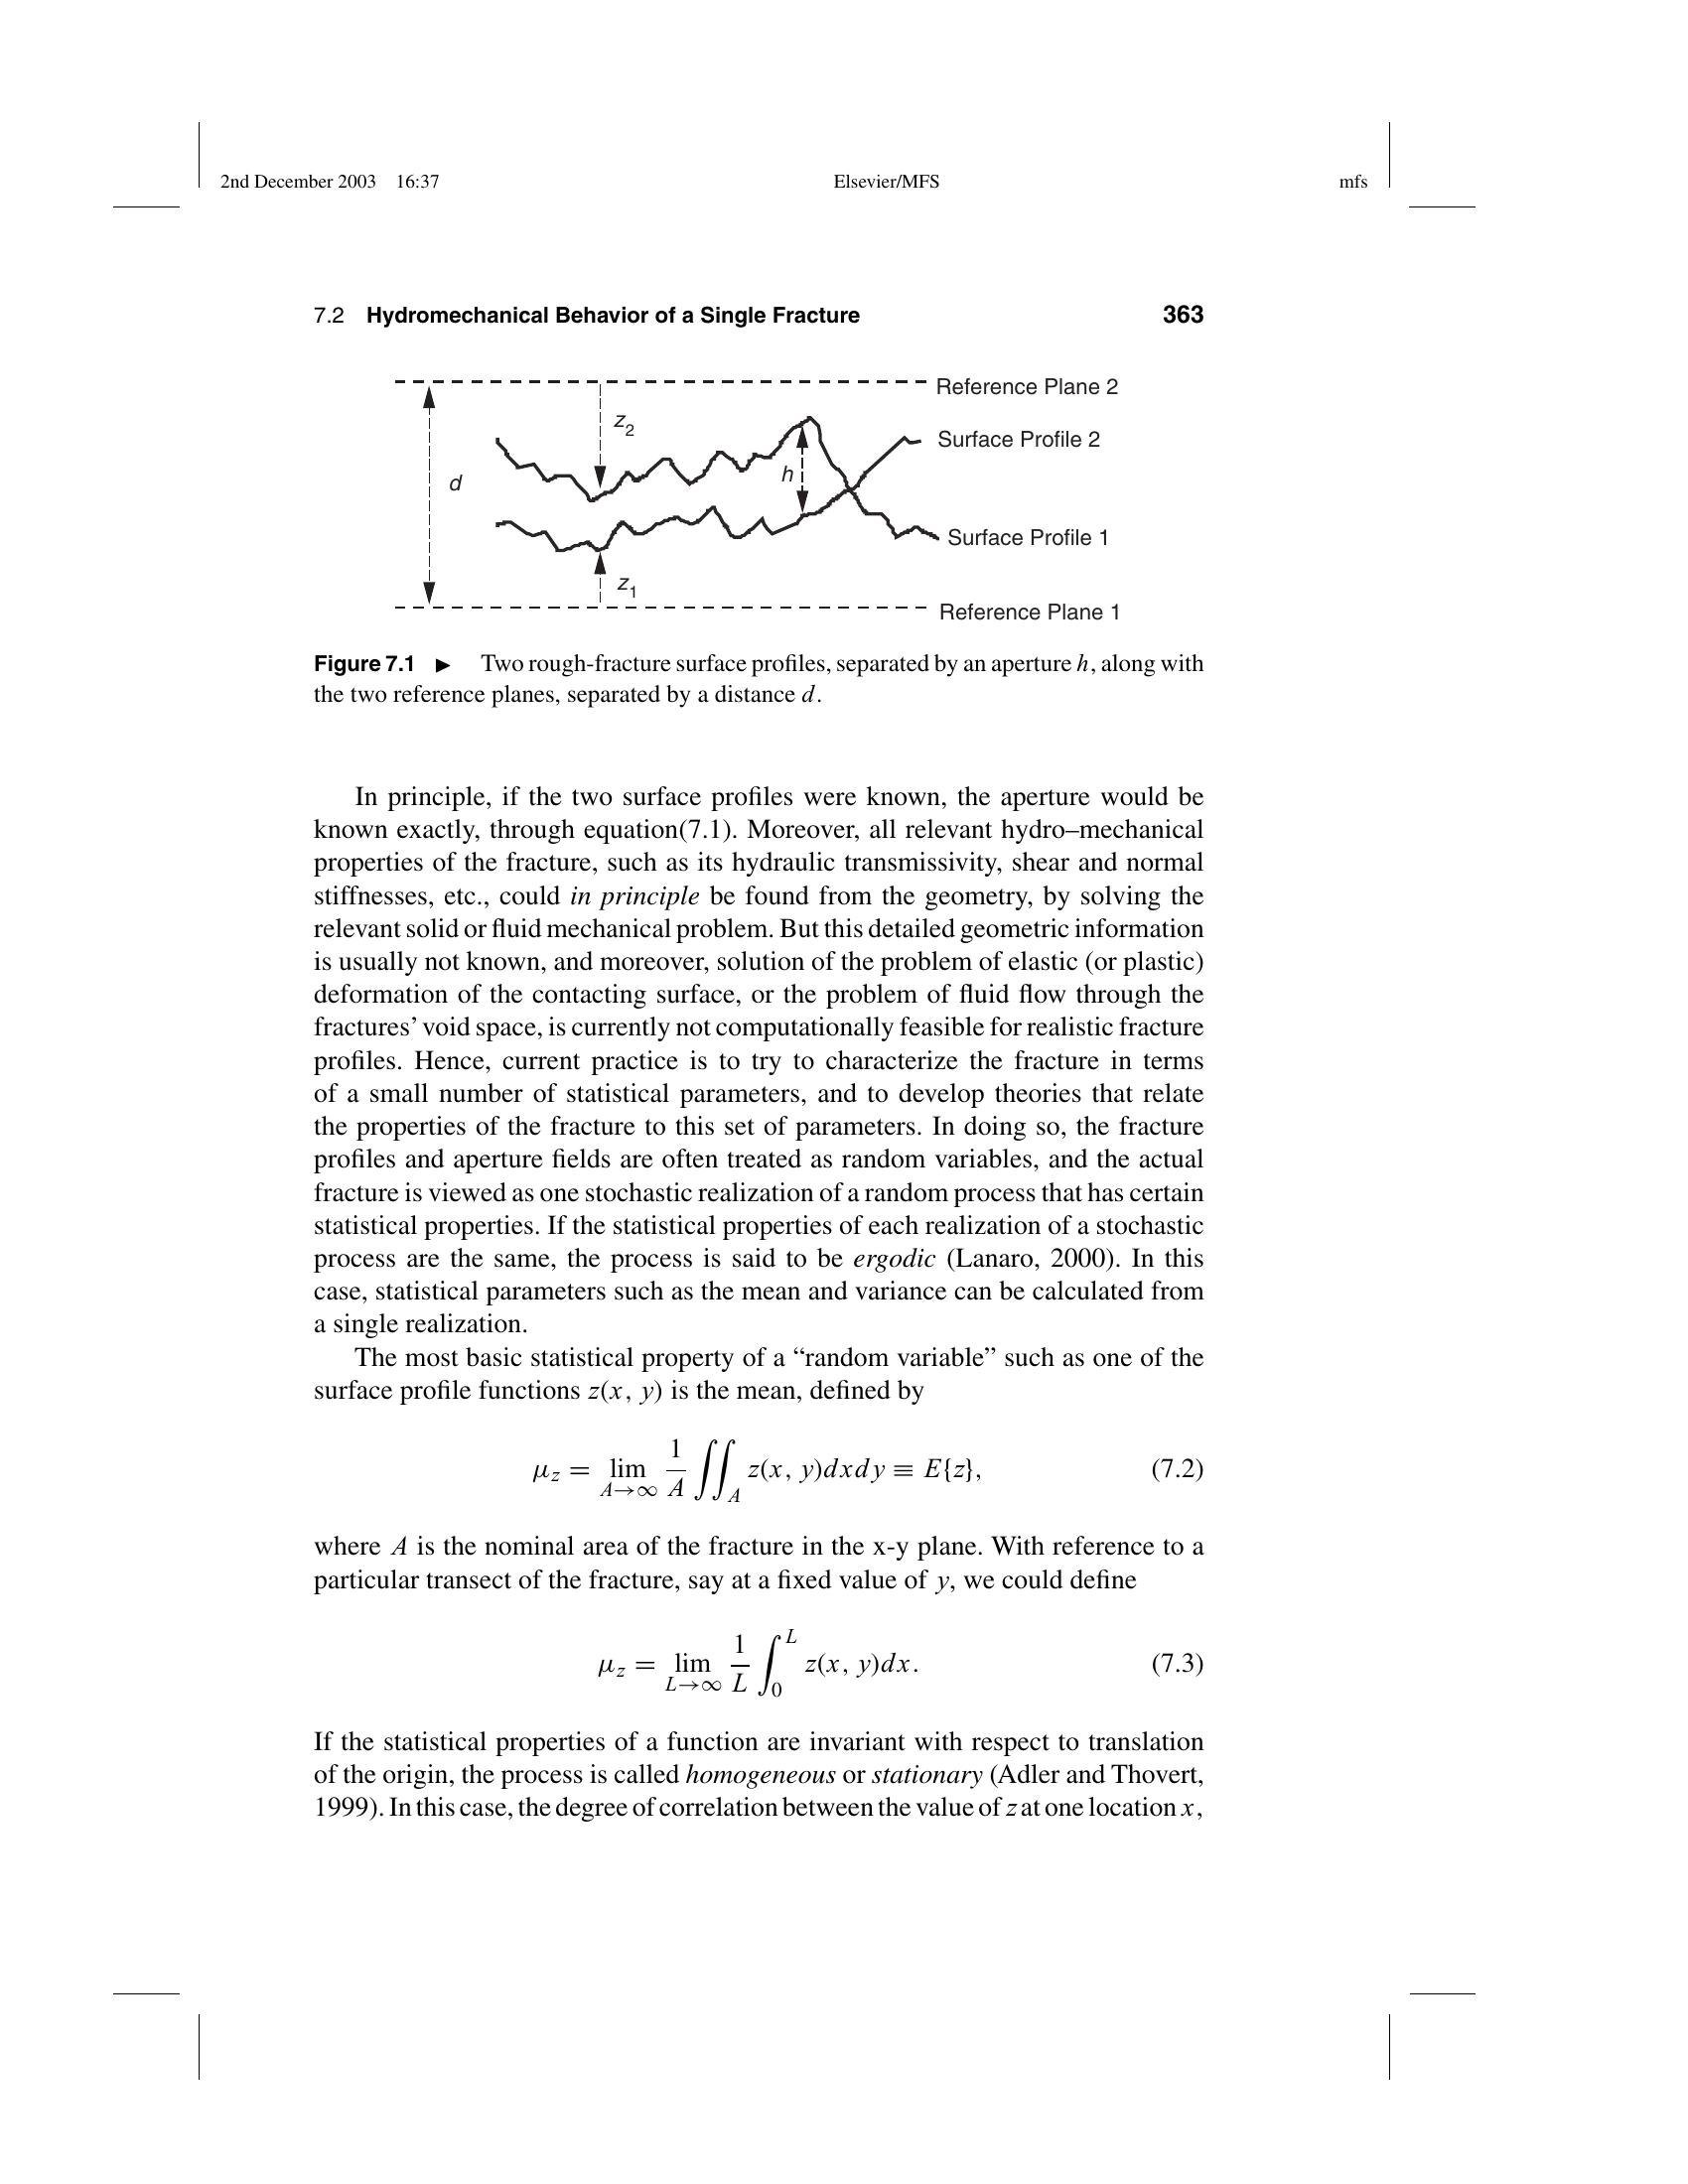 2nd December 2003 16:37 Elsevier/MFS mfs
7.2 Hydromechanical Behavior of a Single Fracture 363
Reference Plane 2
z2
Surface Profile 2
h
d
Surface Profile 1
z1
Reference Plane 1
Figure 7.1 ► Two rough-fracture surface profiles, separated by an aperture h, along with
the two reference planes, separated by a distance d.
In principle, if the two surface profiles were known, the aperture would be
known exactly, through equation(7.1). Moreover, all relevant hydro–mechanical
properties of the fracture, such as its hydraulic transmissivity, shear and normal
stiffnesses, etc., could in principle be found from the geometry, by solving the
relevant solid or fluid mechanical problem. But this detailed geometric information
is usually not known, and moreover, solution of the problem of elastic (or plastic)
deformation of the contacting surface, or the problem of fluid flow through the
fractures’ void space, is currently not computationally feasible for realistic fracture
profiles. Hence, current practice is to try to characterize the fracture in terms
of a small number of statistical parameters, and to develop theories that relate
the properties of the fracture to this set of parameters. In doing so, the fracture
profiles and aperture fields are often treated as random variables, and the actual
fracture is viewed as one stochastic realization of a random process that has certain
statistical properties. If the statistical properties of each realization of a stochastic
process are the same, the process is said to be ergodic (Lanaro, 2000). In this
case, statistical parameters such as the mean and variance can be calculated from
a single realization.
The most basic statistical property of a “random variable” such as one of the
surface profile functions z(x, y) is the mean, defined by
μz = lim A→∞ 1/A ∬A z(x, y)dxdy ≡ E{z}, (7.2)
where A is the nominal area of the fracture in the x-y plane. With reference to a
particular transect of the fracture, say at a fixed value of y, we could define
μz = lim L→∞ 1/L ∫0L z(x, y)dx. (7.3)
If the statistical properties of a function are invariant with respect to translation
of the origin, the process is called homogeneous or stationary (Adler and Thovert,
1999). In this case, the degree of correlation between the value of z at one location x,